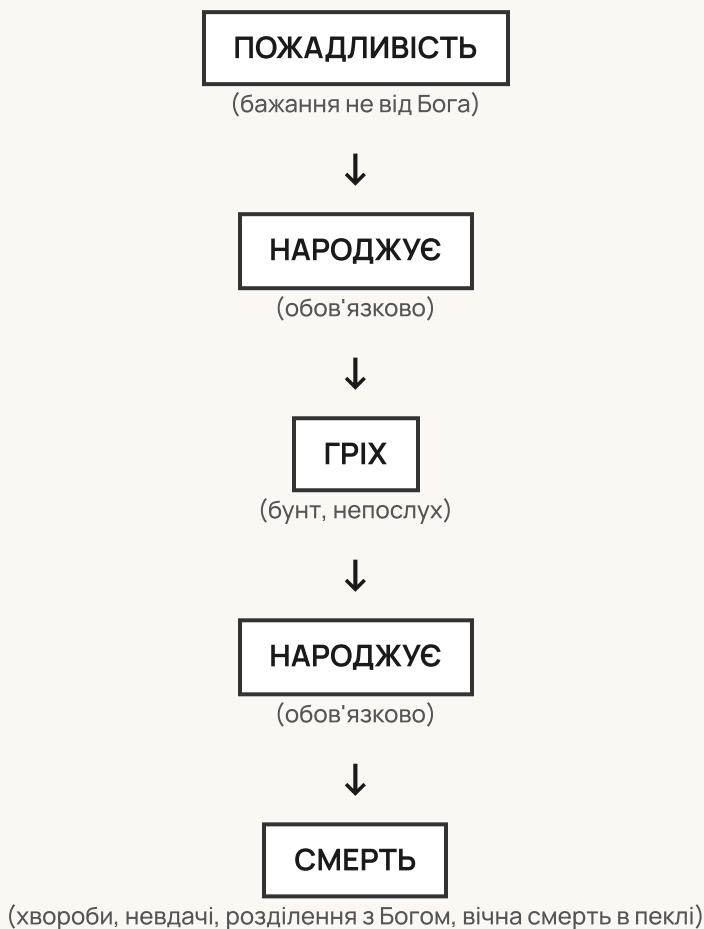 ПОЖАДЛИВІСТЬ
(бажання не від Бога)
↓
НАРОДЖУЄ
(обов'язково)
↓
ГРІХ
(бунт, непослух)
↓
НАРОДЖУЄ
(обов'язково)
↓
СМЕРТЬ
(хвороби, невдачі, розділення з Богом, вічна смерть в пеклі)